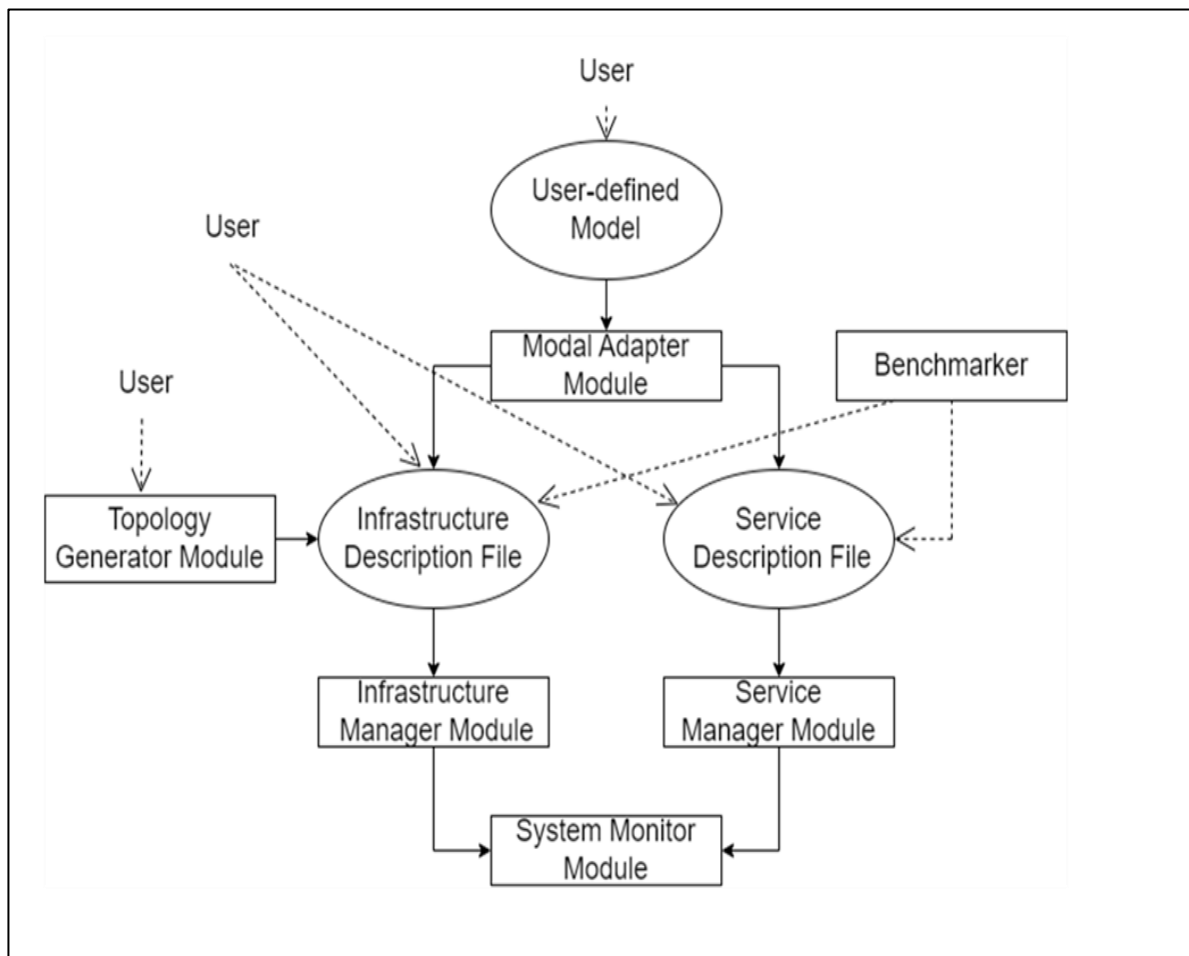 User
User-defined
Model
User
Modal Adapter
Module
Benchmarker
User
Topology
Generator Module
Infrastructure
Description File
Service
Description File
Infrastructure
Manager Module
Service
Manager Module
System Monitor
Module